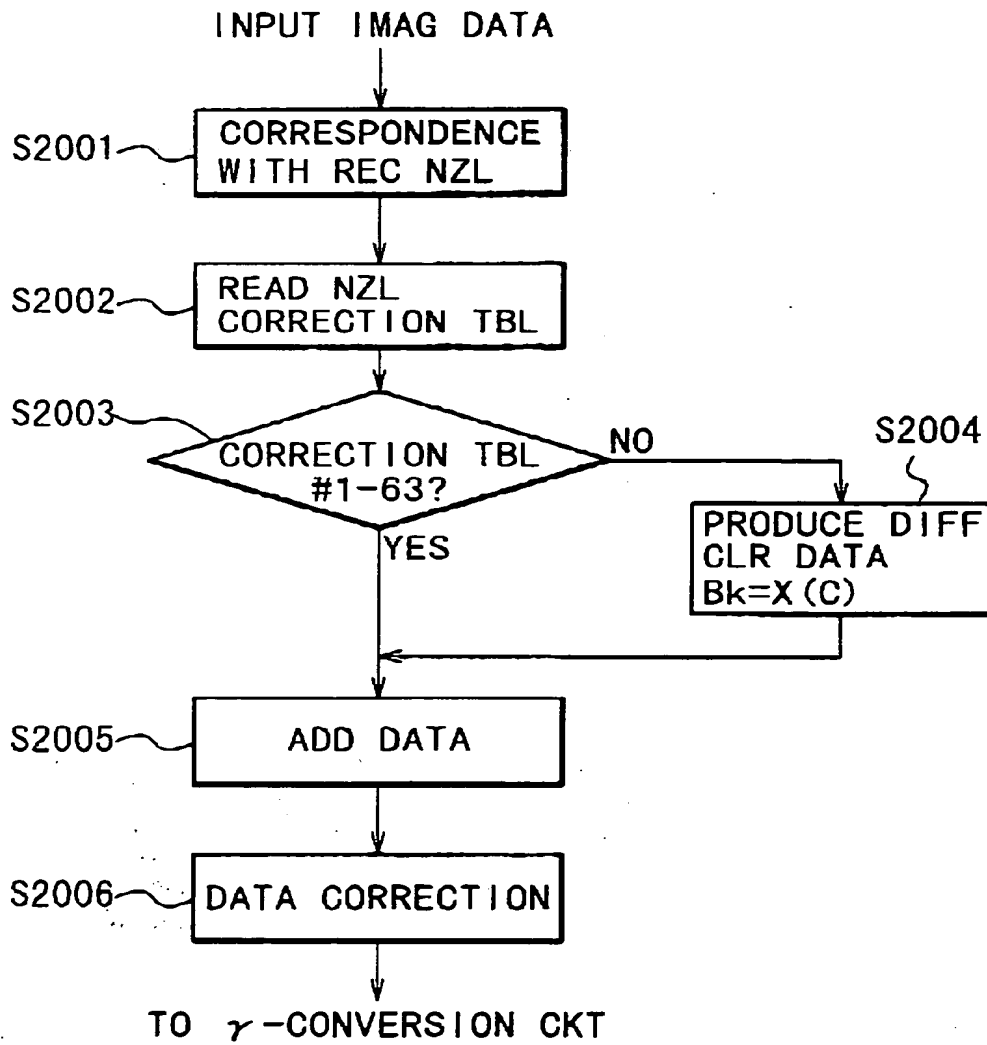 INPUT IMAG DATA
S2001
CORRESPONDENCE
WITH REC NZL
S2002
READ NZL
CORRECTION TBL
S2003
CORRECTION TBL
#1-63?
NO
YES
S2004
PRODUCE DIFF
CLR DATA
Bk=X(C)
S2005
ADD DATA
S2006
DATA CORRECTION
TO γ-CONVERSION CKT